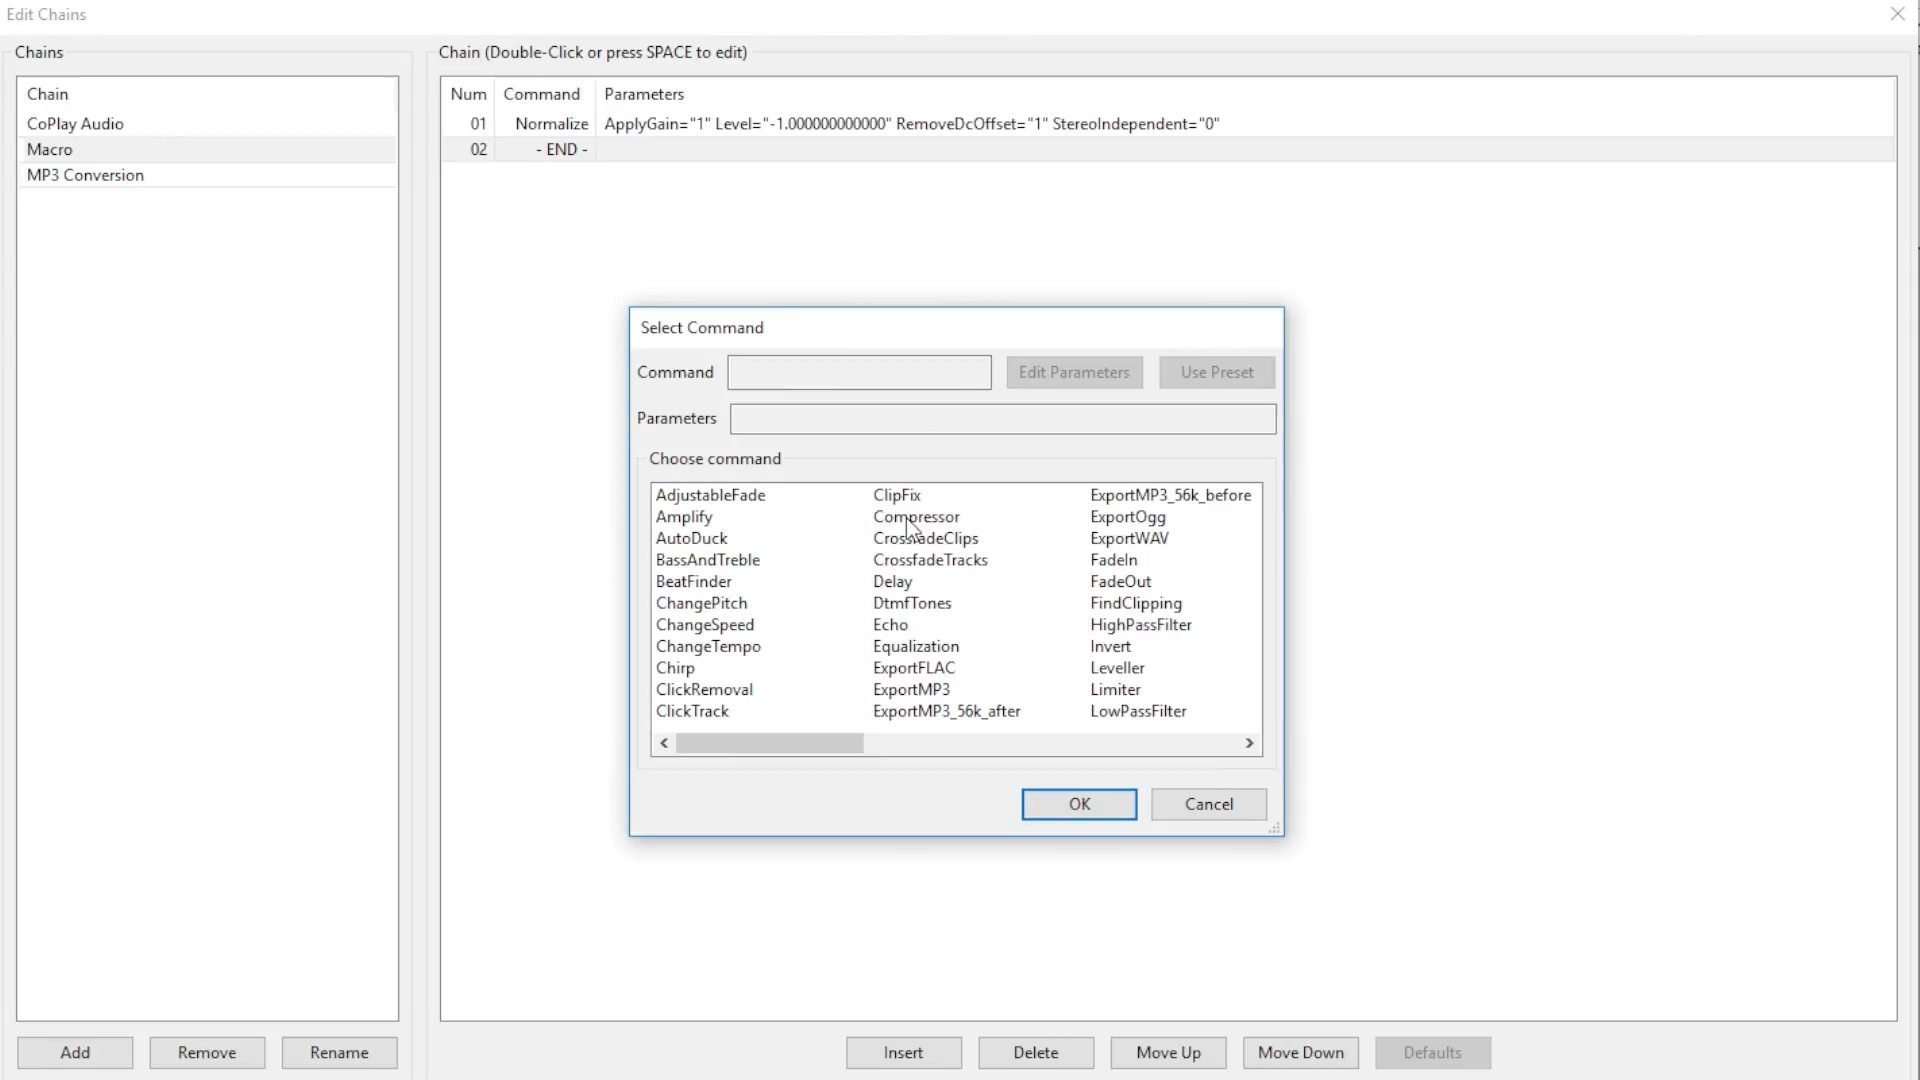 Edit Chains
Chains
Chain (Double-Click or press SPACE to edit)
Chain
CoPlay Audio
Macro
MP3 Conversion
Num Command Parameters
01 Normalize ApplyGain="1" Level="-1.000000000000" RemoveDcOffset="1" StereoIndependent="0"
02 - END -
Select Command
Command Edit Parameters Use Preset
Parameters
Choose command
AdjustableFade ClipFix ExportMP3_56k_before
Amplify Compressor ExportOgg
AutoDuck CrossfadeClips ExportWAV
BassAndTreble CrossfadeTracks FadeIn
BeatFinder Delay FadeOut
ChangePitch DtmfTones FindClipping
ChangeSpeed Echo HighPassFilter
ChangeTempo Equalization Invert
Chirp ExportFLAC Leveller
ClickRemoval ExportMP3 Limiter
ClickTrack ExportMP3_56k_after LowPassFilter
OK Cancel
Add Remove Rename Insert Delete Move Up Move Down Defaults